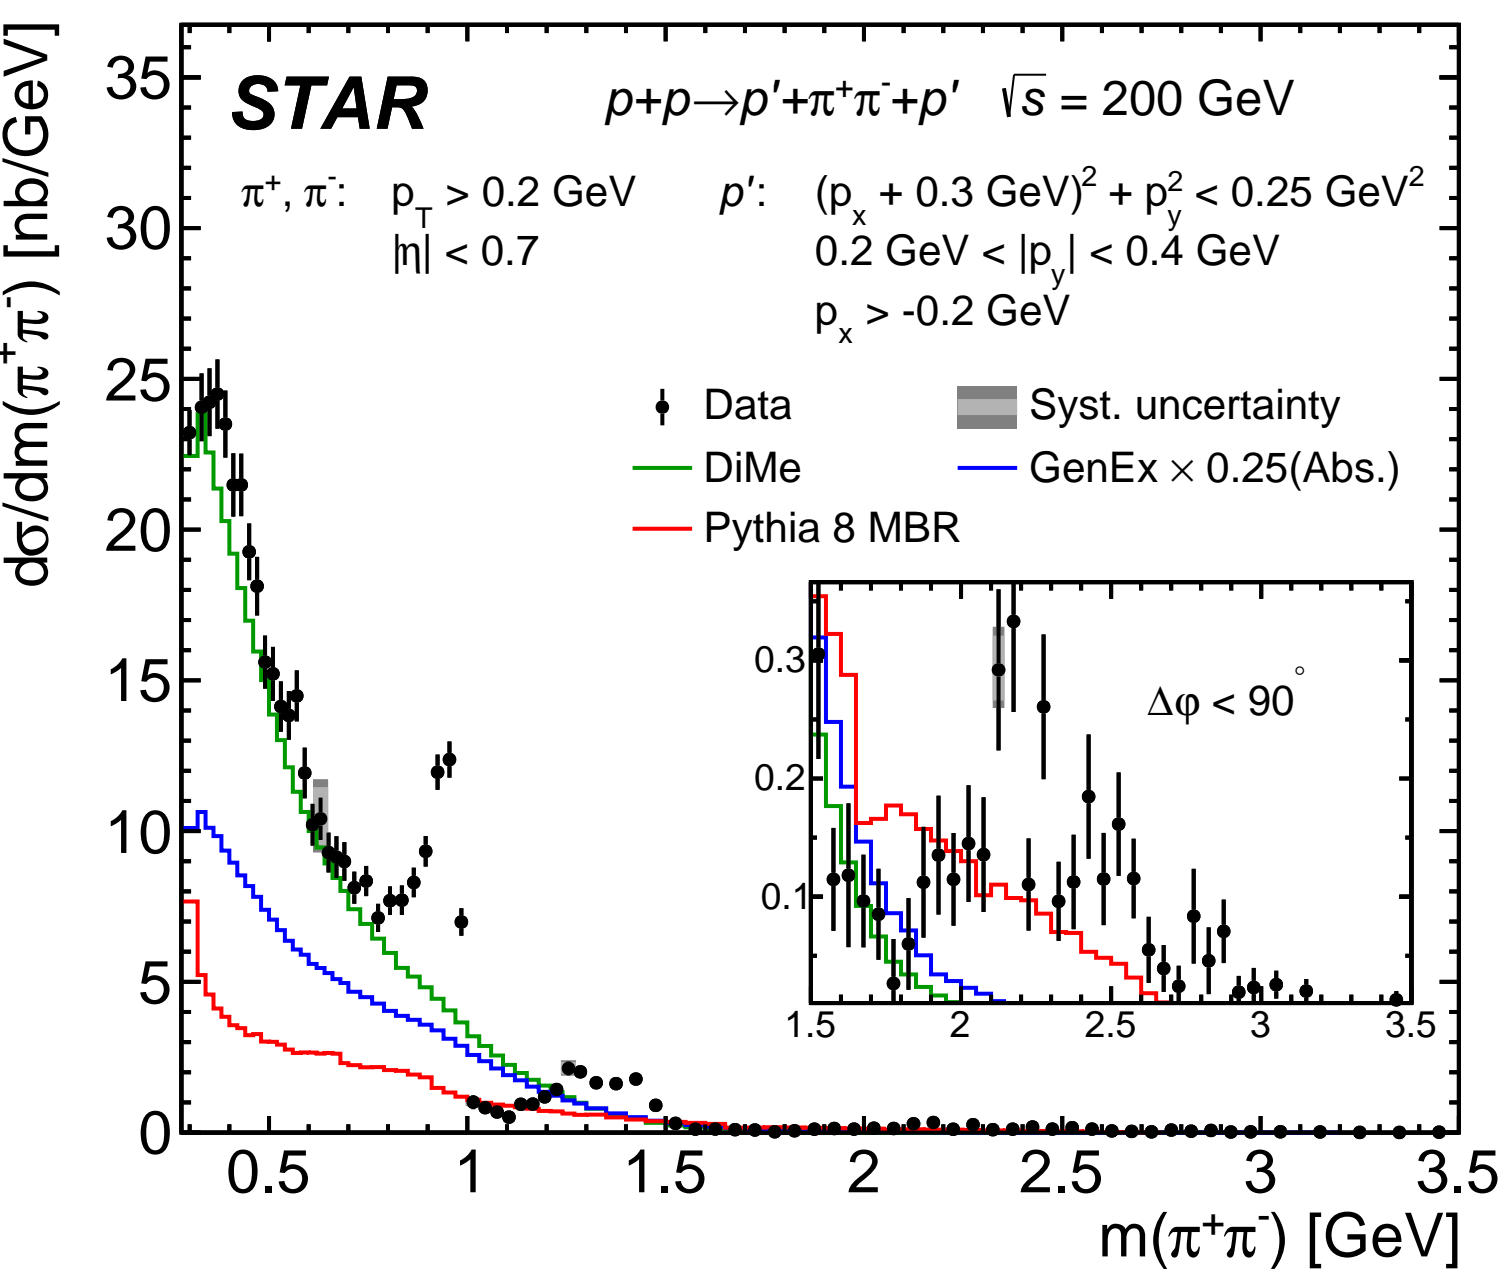 dσ/dm(π⁺π⁻) [nb/GeV]
35
30
25
20
15
10
5
0
STAR
p+p→p′+π⁺π⁻+p′ √s = 200 GeV
π⁺, π⁻: p_T > 0.2 GeV p′: (p_x + 0.3 GeV)² + p_y² < 0.25 GeV²
|η| < 0.7 0.2 GeV < |p_y| < 0.4 GeV
p_x > -0.2 GeV
Data Syst. uncertainty
DiMe GenEx × 0.25(Abs.)
Pythia 8 MBR
0.3
0.2
0.1
Δφ < 90°
1.5 2 2.5 3 3.5
0.5 1 1.5 2 2.5 3 3.5
m(π⁺π⁻) [GeV]